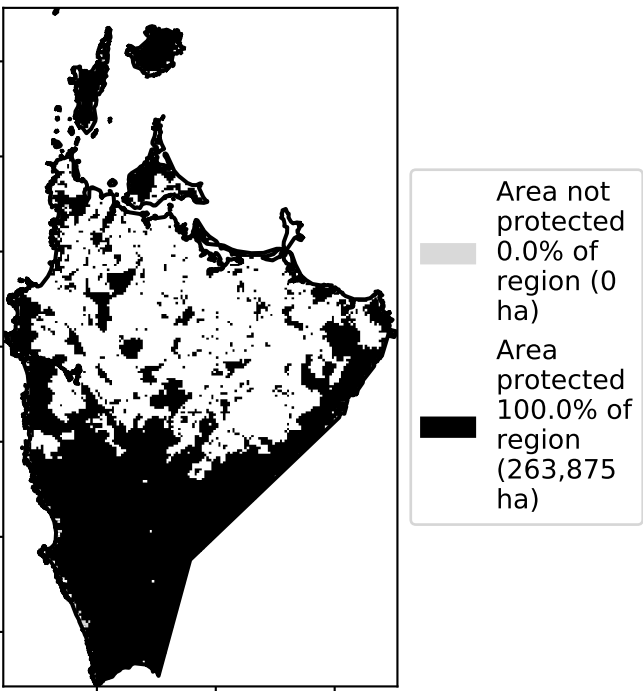 Area not
protected
0.0% of
region (0
ha)
Area
protected
100.0% of
region
(263,875
ha)